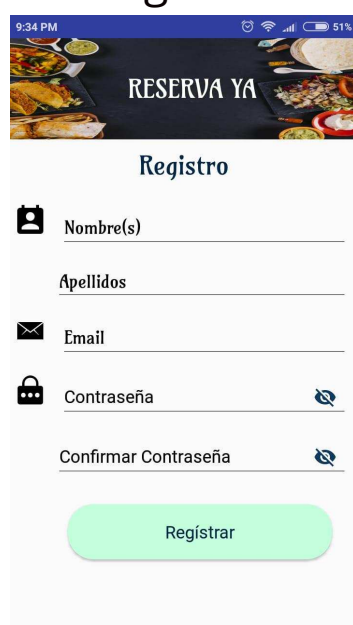 9:34 PM 51%
RESERVA YA
Registro
Nombre(s)
Apellidos
Email
Contraseña
Confirmar Contraseña
Regístrar